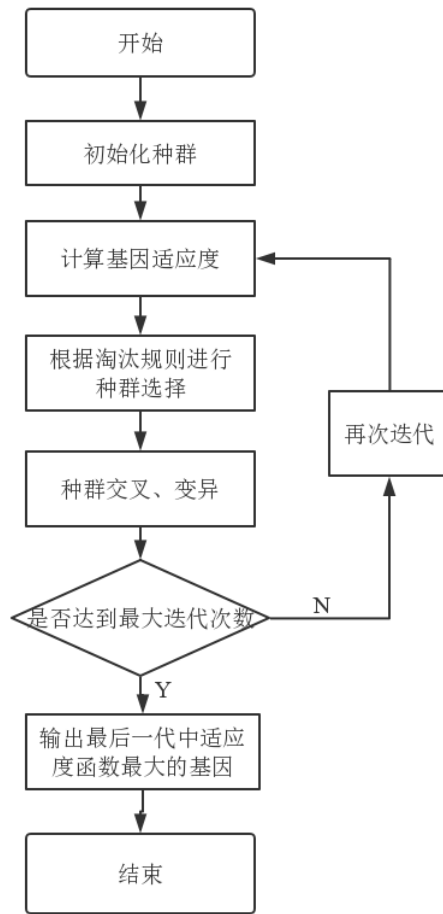 开始
初始化种群
计算基因适应度
根据淘汰规则进行
种群选择
再次迭代
种群交叉、变异
是否达到最大迭代次数
N
Y
输出最后一代中适应
度函数最大的基因
结束